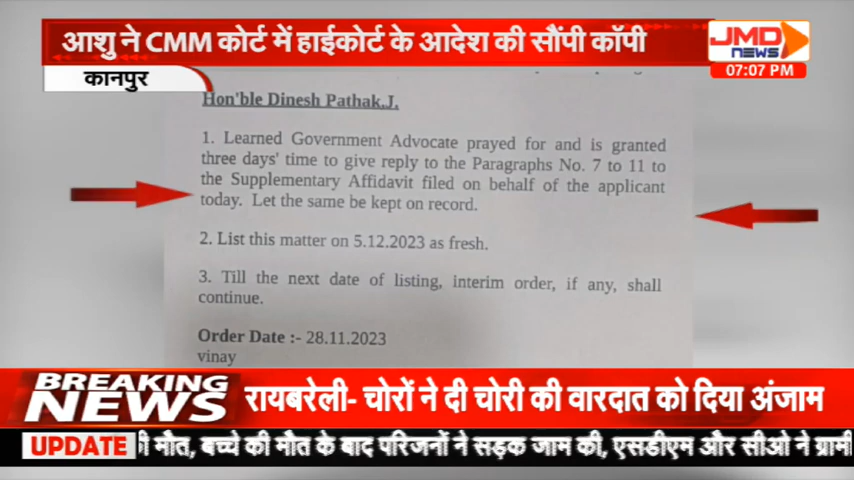 आशु ने CMM कोर्ट में हाईकोर्ट के आदेश की सौंपी कॉपी
JMD
NEWS
07:07 PM
कानपुर
Hon'ble Dinesh Pathak,J.
1. Learned Government Advocate prayed for and is granted
three days' time to give reply to the Paragraphs No. 7 to 11 to
the Supplementary Affidavit filed on behalf of the applicant
today. Let the same be kept on record.
2. List this matter on 5.12.2023 as fresh.
3. Till the next date of listing, interim order, if any, shall
continue.
Order Date :- 28.11.2023
vinay
BREAKING
NEWS
रायबरेली- चोरों ने दी चोरी की वारदात को दिया अंजाम
UPDATE
की मौत, बच्चे की मौत के बाद परिजनों ने सड़क जाम की, एसडीएम और सीओ ने ग्रामी